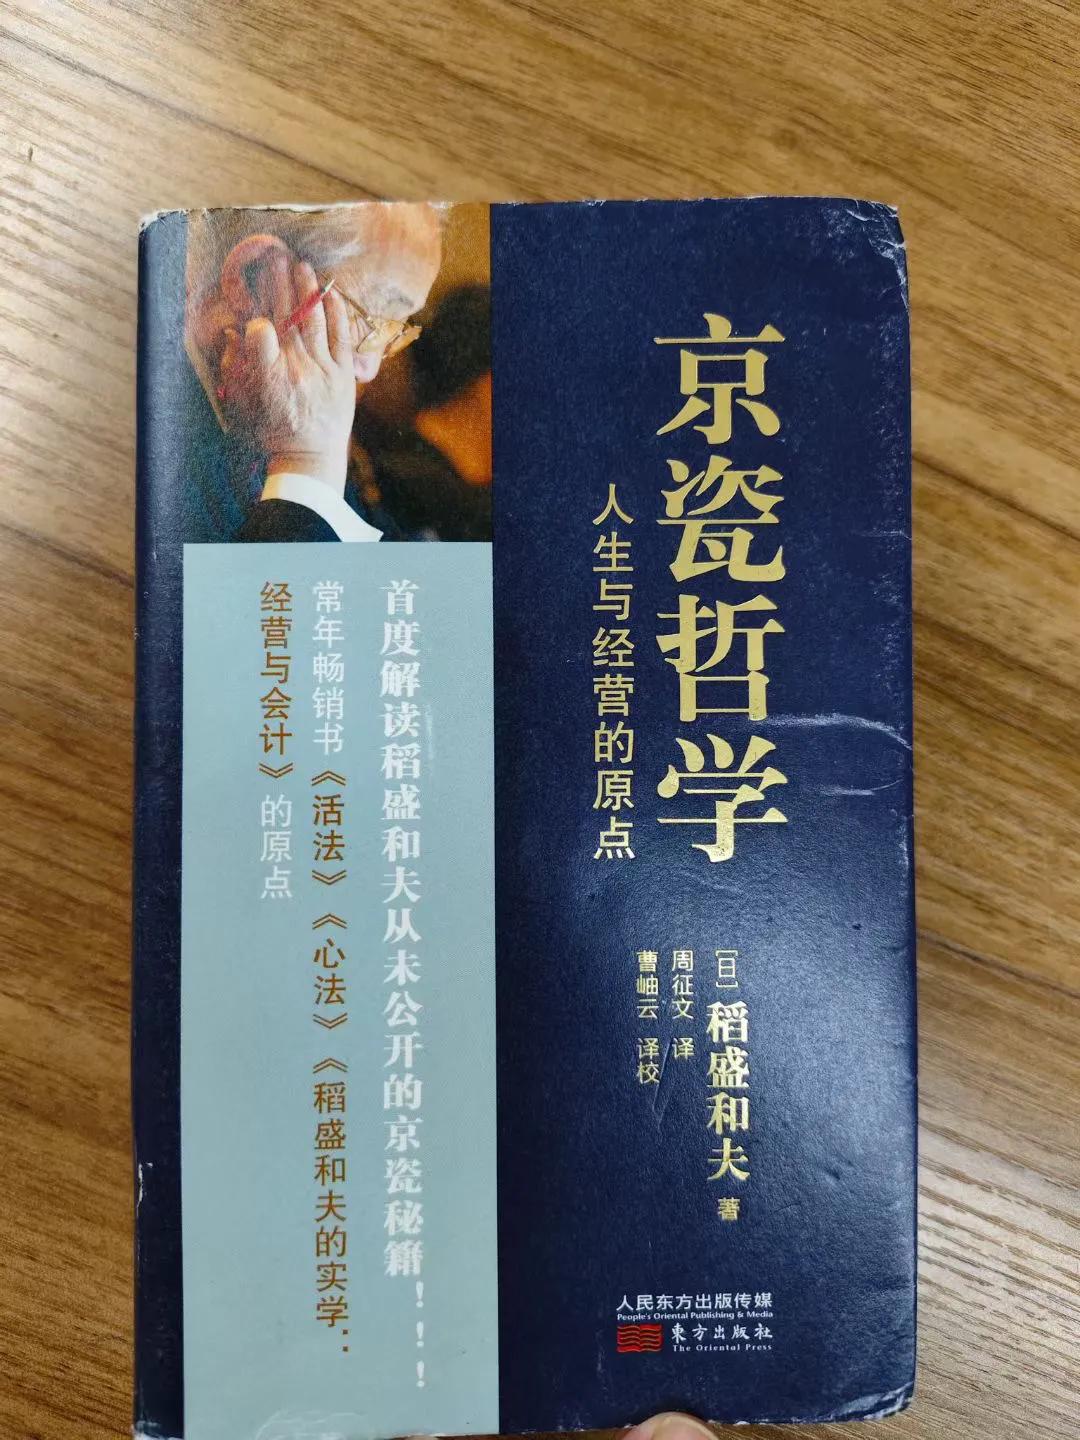 京瓷哲学
人生与经营的原点
[日] 稻盛和夫 著
周征文 译
曹岫云 译校
首度解读稻盛和夫从未公开的京瓷秘籍！！！
常年畅销书《活法》《心法》《稻盛和夫的实学：
经营与会计》的原点
人民东方出版传媒
People's Oriental Publishing & Media
東方出版社
The Oriental Press